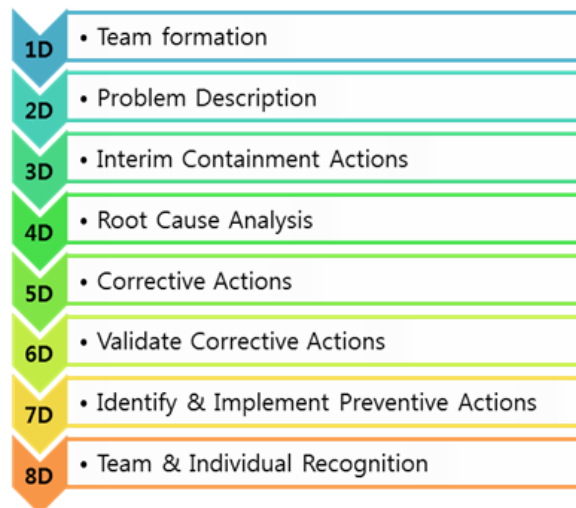 1D • Team formation
2D • Problem Description
3D • Interim Containment Actions
4D • Root Cause Analysis
5D • Corrective Actions
6D • Validate Corrective Actions
7D • Identify & Implement Preventive Actions
8D • Team & Individual Recognition